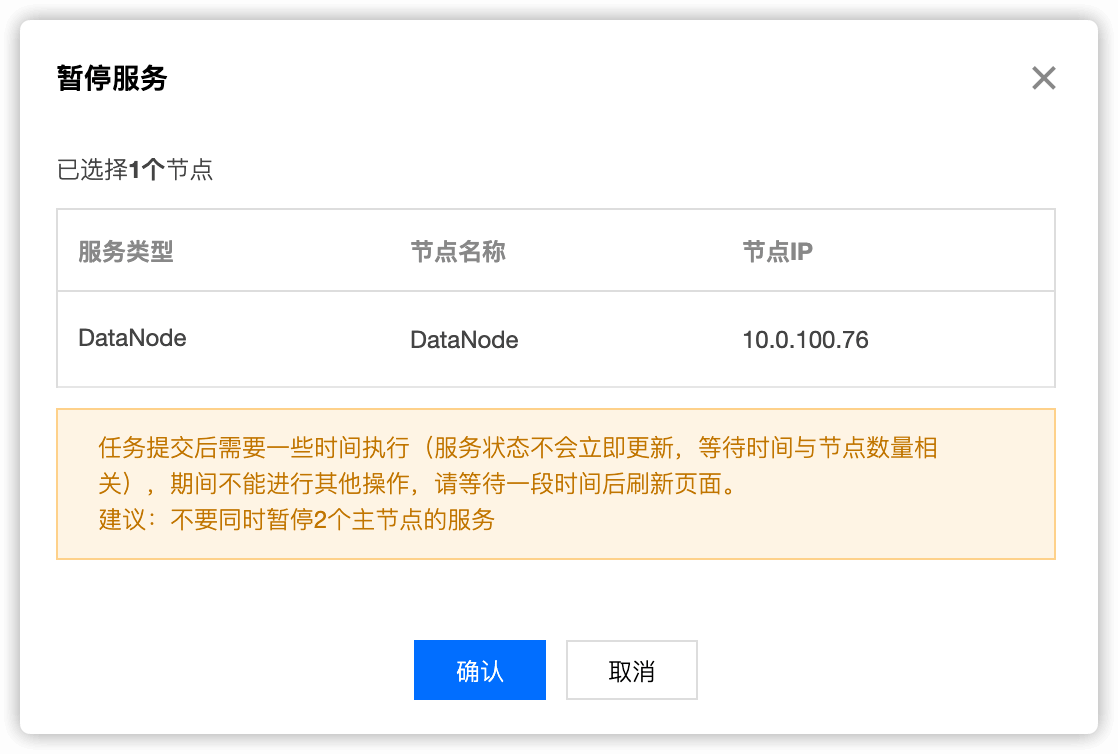 暂停服务
已选择1个节点
服务类型 节点名称 节点IP
DataNode DataNode 10.0.100.76
任务提交后需要一些时间执行（服务状态不会立即更新，等待时间与节点数量相
关），期间不能进行其他操作，请等待一段时间后刷新页面。
建议：不要同时暂停2个主节点的服务
确认 取消